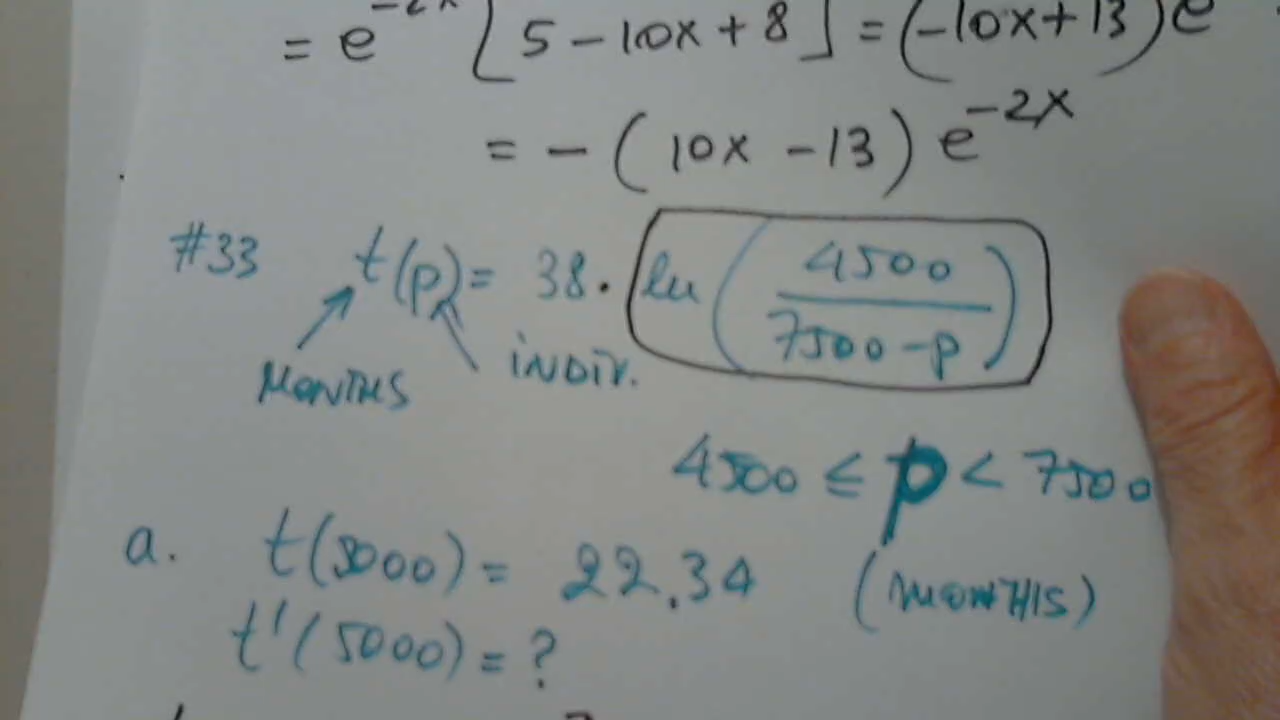 = e^{-2x} [5 - 10x + 8] = (-10x + 13) e
= - (10x - 13) e^{-2x}
#33 t(p) = 38 · ln(4500 / (7500 - p))
MONTHS INDIV.
4500 ≤ p < 7500
a. t(5000) = 22.34 (MONTHS)
t'(5000) = ?